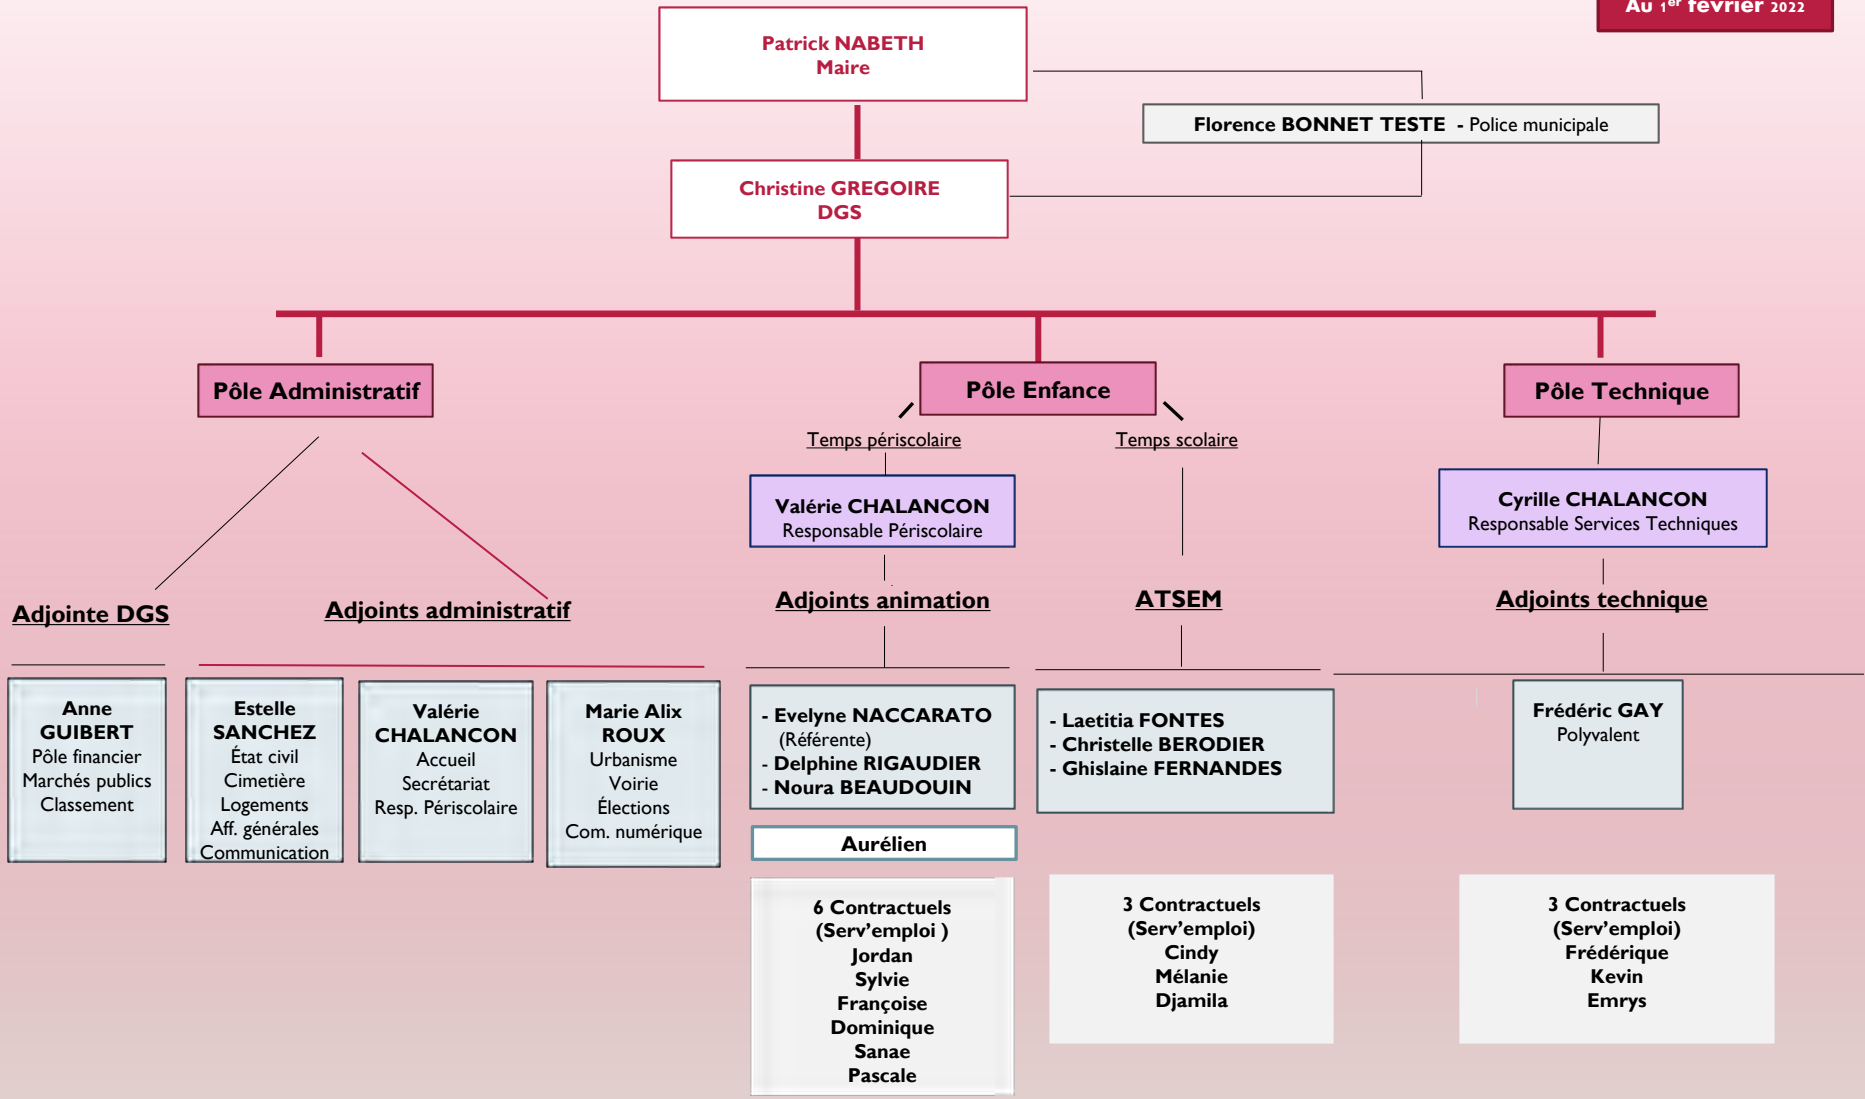 Au 1er février 2022
Patrick NABETH
Maire
Florence BONNET TESTE - Police municipale
Christine GREGOIRE
DGS
Pôle Administratif
Pôle Enfance
Pôle Technique
Temps périscolaire
Temps scolaire
Valérie CHALANCON
Responsable Périscolaire
Cyrille CHALANCON
Responsable Services Techniques
Adjointe DGS
Adjoints administratif
Adjoints animation
ATSEM
Adjoints technique
Anne
GUIBERT
Pôle financier
Marchés publics
Classement
Estelle
SANCHEZ
État civil
Cimetière
Logements
Aff. générales
Communication
Valérie
CHALANCON
Accueil
Secrétariat
Resp. Périscolaire
Marie Alix
ROUX
Urbanisme
Voirie
Élections
Com. numérique
- Evelyne NACCARATO
(Référente)
- Delphine RIGAUDIER
- Noura BEAUDOUIN
- Laetitia FONTES
- Christelle BERODIER
- Ghislaine FERNANDES
Frédéric GAY
Polyvalent
Aurélien
6 Contractuels
(Serv’emploi )
Jordan
Sylvie
Françoise
Dominique
Sanae
Pascale
3 Contractuels
(Serv’emploi)
Cindy
Mélanie
Djamila
3 Contractuels
(Serv’emploi)
Frédérique
Kevin
Emrys